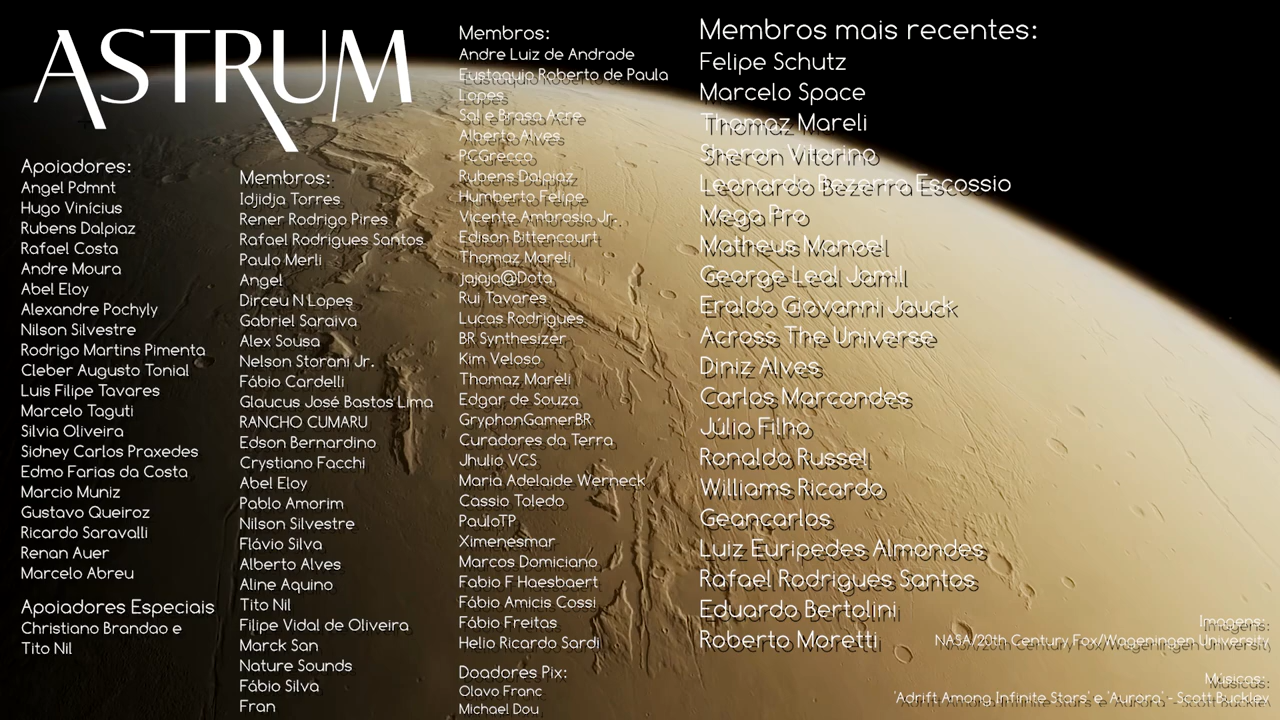 ASTRUM
Apoiadores:
Angel Pdmnt
Hugo Vinícius
Rubens Dalpiaz
Rafael Costa
Andre Moura
Abel Eloy
Alexandre Pochyly
Nilson Silvestre
Rodrigo Martins Pimenta
Cleber Augusto Tonial
Luis Filipe Tavares
Marcelo Taguti
Silvia Oliveira
Sidney Carlos Praxedes
Edmo Farias da Costa
Marcio Muniz
Gustavo Queiroz
Ricardo Saravalli
Renan Auer
Marcelo Abreu
Apoiadores Especiais
Christiano Brandao e
Tito Nil
Membros:
Idjidja Torres
Rener Rodrigo Pires
Rafael Rodrigues Santos
Paulo Merli
Angel
Dirceu N Lopes
Gabriel Saraiva
Alex Sousa
Nelson Storani Jr.
Fábio Cardelli
Glaucus José Bastos Lima
RANCHO CUMARU
Edson Bernardino
Crystiano Facchi
Abel Eloy
Pablo Amorim
Nilson Silvestre
Flávio Silva
Alberto Alves
Aline Aquino
Tito Nil
Filipe Vidal de Oliveira
Marck San
Nature Sounds
Fábio Silva
Fran
Membros:
Andre Luiz de Andrade
Eustaquio Roberto de Paula
Lopes
Sal e Brasa Acre
Alberto Alves
PCGrecco
Rubens Dalpiaz
Humberto Felipe
Vicente Ambrosio Jr.
Edison Bittencourt
Thomaz Mareli
jajaja@Dota
Rui Tavares
Lucas Rodrigues
BR Synthesizer
Kim Veloso
Thomaz Mareli
Edgar de Souza
GryphonGamerBR
Curadores da Terra
Jhulio VCS
Maria Adelaide Werneck
Cassio Toledo
PauloTP
Ximenesmar
Marcos Domiciano
Fabio F Haesbaert
Fábio Amicis Cossi
Fábio Freitas
Helio Ricardo Sardi
Doadores Pix:
Olavo Franc
Michael Dou
Membros mais recentes:
Felipe Schutz
Marcelo Space
Thomaz Mareli
Sheron Vitorino
Leonardo Bezerra Escossio
Mega Pro
Matheus Manoel
George Leal Jamil
Eraldo Giovanni Jauck
Across The Universe
Diniz Alves
Carlos Marcondes
Júlio Filho
Ronaldo Russel
Williams Ricardo
Geancarlos
Luiz Euripedes Almondes
Rafael Rodrigues Santos
Eduardo Bertolini
Roberto Moretti
Imagens:
NASA/20th Century Fox/Wageningen University
Músicas:
'Adrift Among Infinite Stars' e 'Aurora' - Scott Buckley